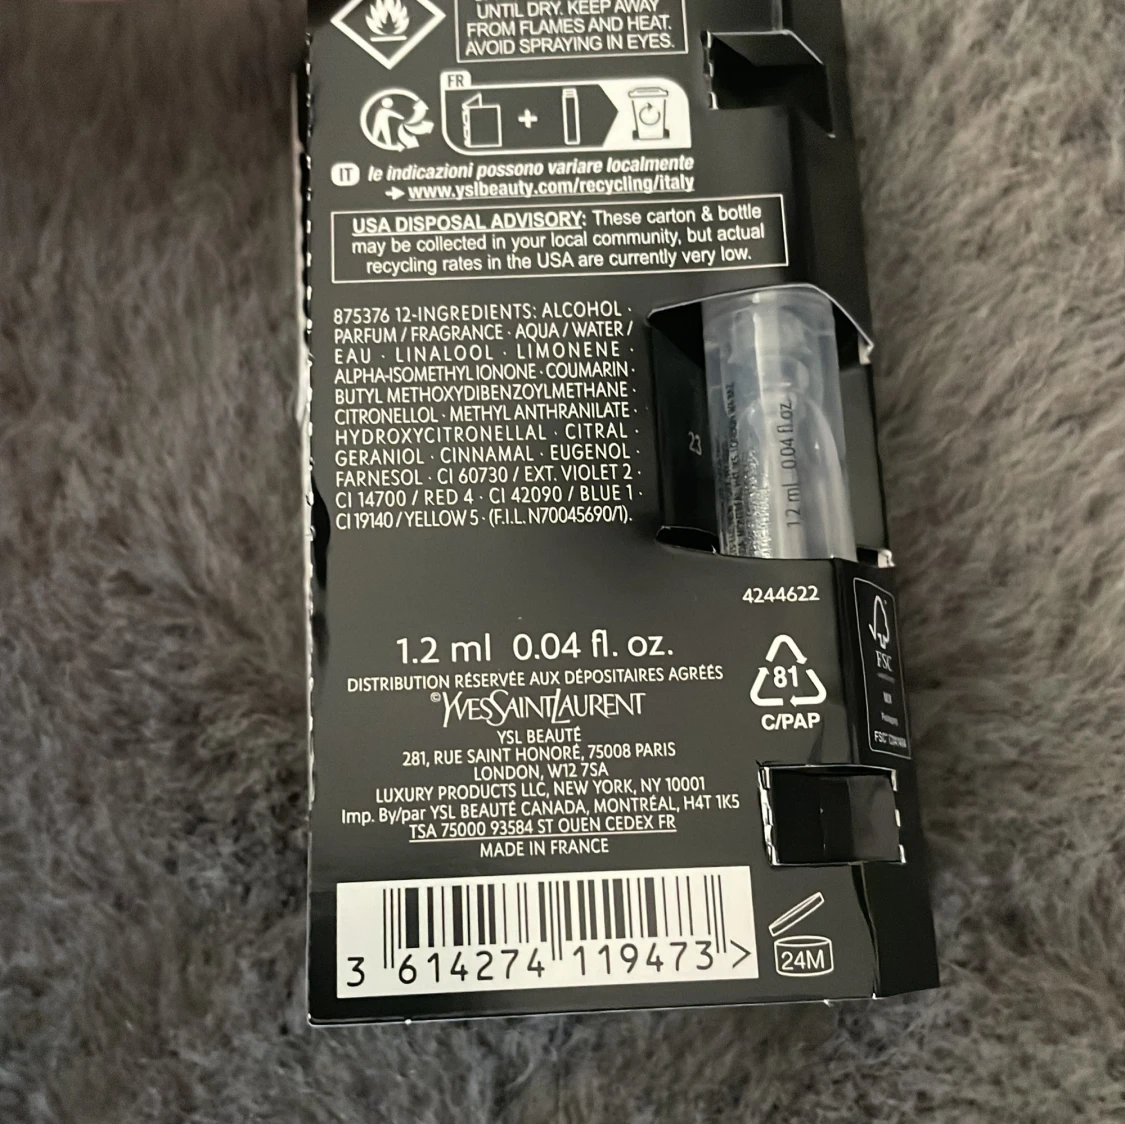 UNTIL DRY. KEEP AWAY
FROM FLAMES AND HEAT.
AVOID SPRAYING IN EYES.
FR
+
IT le indicazioni possono variare localmente
www.yslbeauty.com/recycling/italy
USA DISPOSAL ADVISORY: These carton & bottle
may be collected in your local community, but actual
recycling rates in the USA are currently very low.
875376 12-INGREDIENTS: ALCOHOL ·
PARFUM / FRAGRANCE · AQUA / WATER /
EAU · LINALOOL · LIMONENE ·
ALPHA-ISOMETHYL IONONE · COUMARIN ·
BUTYL METHOXYDIBENZOYLMETHANE ·
CITRONELLOL · METHYL ANTHRANILATE ·
HYDROXYCITRONELLAL · CITRAL ·
GERANIOL · CINNAMAL · EUGENOL ·
FARNESOL · CI 60730 / EXT. VIOLET 2 ·
CI 14700 / RED 4 · CI 42090 / BLUE 1 ·
CI 19140 / YELLOW 5 · (F.I.L. N70045690/1).
23
1.2 ml 0.04 fl.oz.
4244622
1.2 ml 0.04 fl. oz.
DISTRIBUTION RÉSERVÉE AUX DÉPOSITAIRES AGRÉÉS
©YVESSAINTLAURENT
YSL BEAUTÉ
281, RUE SAINT HONORÉ, 75008 PARIS
LONDON, W12 7SA
LUXURY PRODUCTS LLC, NEW YORK, NY 10001
Imp. By/par YSL BEAUTÉ CANADA, MONTRÉAL, H4T 1K5
TSA 75000 93584 ST OUEN CEDEX FR
MADE IN FRANCE
81
C/PAP
FSC
MIX
3 614274 119473 >
24M